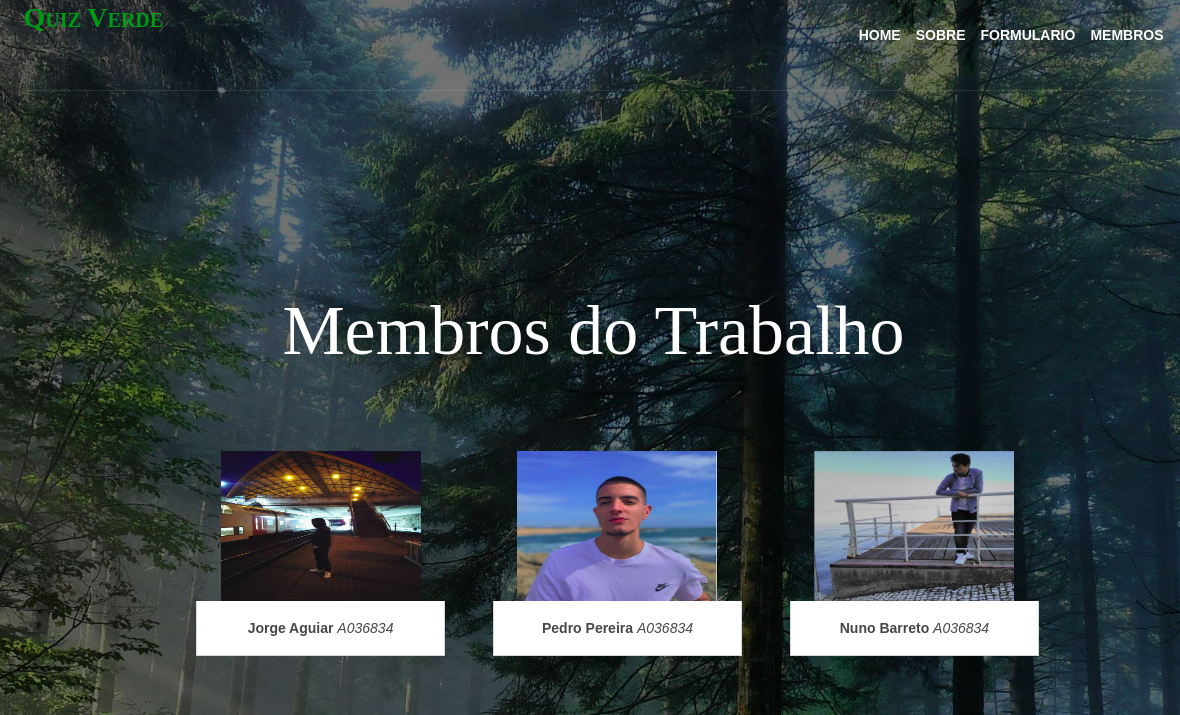 Quiz Verde
HOME SOBRE FORMULARIO MEMBROS
Membros do Trabalho
Jorge Aguiar A036834
Pedro Pereira A036834
Nuno Barreto A036834